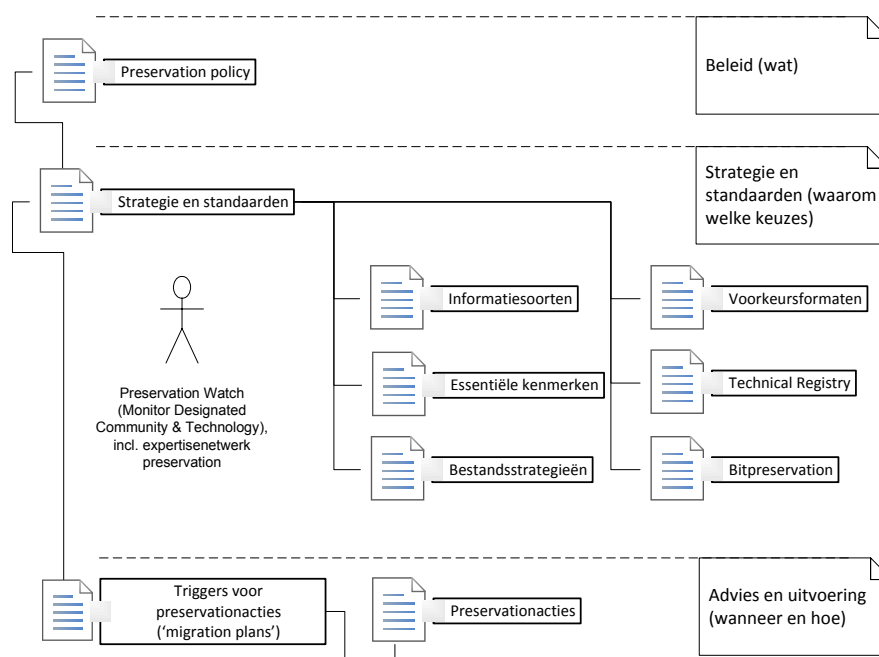 Preservation policy
Beleid (wat)
Strategie en standaarden
Strategie en
standaarden (waarom
welke keuzes)
Informatiesoorten
Voorkeursformaten
Essentiële kenmerken
Technical Registry
Preservation Watch
(Monitor Designated
Community & Technology),
incl. expertisenetwerk
preservation
Bestandsstrategieën
Bitpreservation
Triggers voor
preservationacties
(‘migration plans’)
Preservationacties
Advies en uitvoering
(wanneer en hoe)